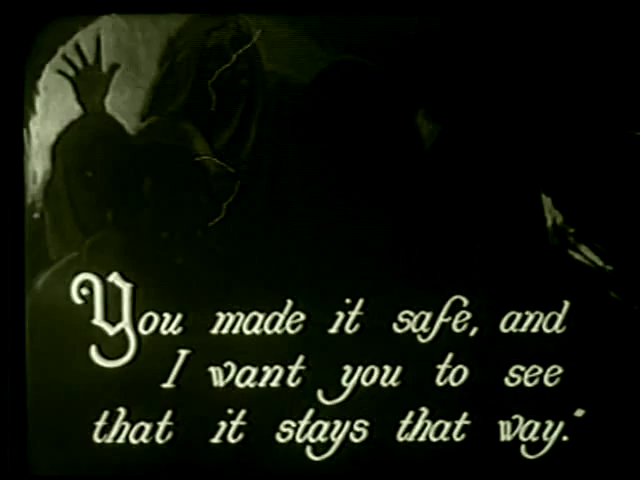 You made it safe, and
I want you to see
that it stays that way."